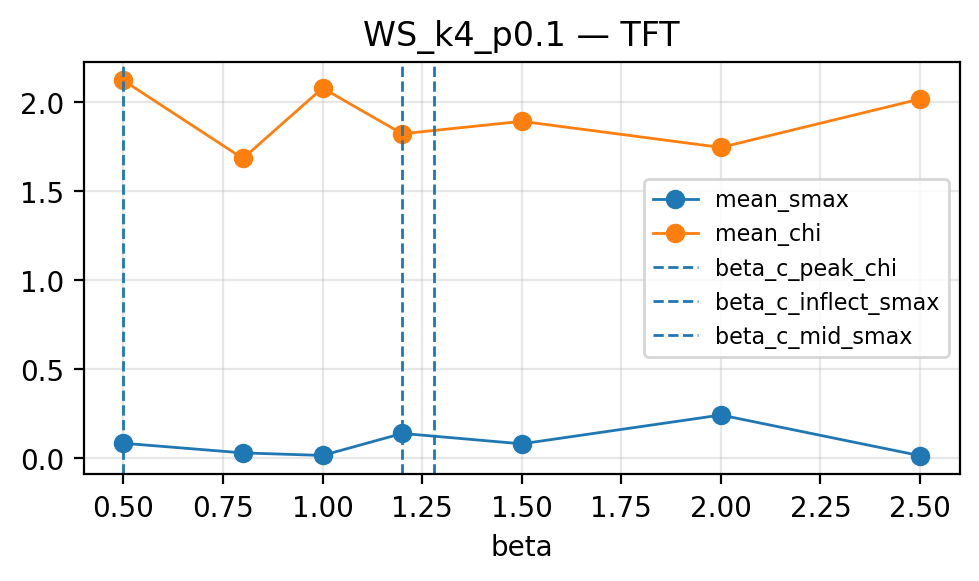 WS_k4_p0.1 — TFT
2.0
1.5
1.0
0.5
0.0
mean_smax
mean_chi
beta_c_peak_chi
beta_c_inflect_smax
beta_c_mid_smax
0.50 0.75 1.00 1.25 1.50 1.75 2.00 2.25 2.50
beta